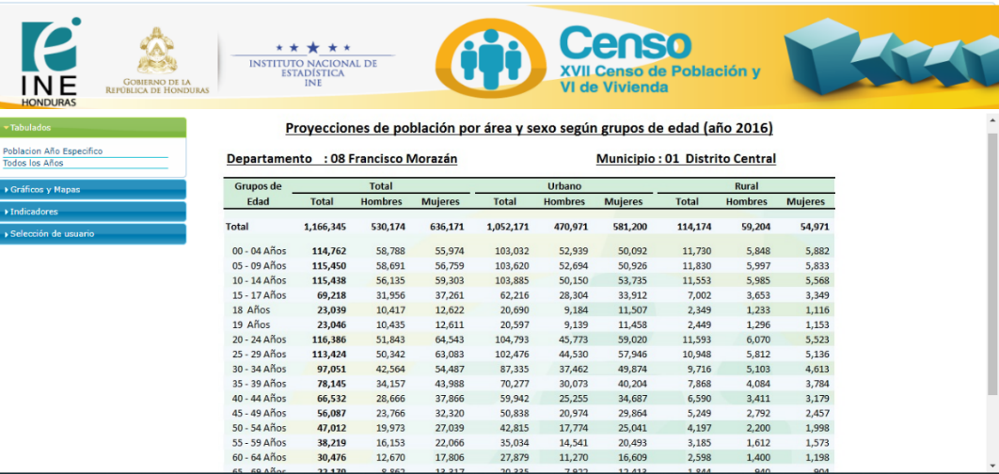 INE
HONDURAS
GOBIERNO DE LA
REPÚBLICA DE HONDURAS
INSTITUTO NACIONAL DE
ESTADÍSTICA
INE
Censo
XVII Censo de Población y
VI de Vivienda
Tabulados
Poblacion Año Especifico
Todos los Años
Gráficos y Mapas
Indicadores
Selección de usuario
Proyecciones de población por área y sexo según grupos de edad (año 2016)
Departamento : 08 Francisco Morazán Municipio : 01 Distrito Central
Grupos de Total Urbano Rural
Edad Total Hombres Mujeres Total Hombres Mujeres Total Hombres Mujeres
Total 1,166,345 530,174 636,171 1,052,171 470,971 581,200 114,174 59,204 54,971
00 - 04 Años 114,762 58,788 55,974 103,032 52,939 50,092 11,730 5,848 5,882
05 - 09 Años 115,450 58,691 56,759 103,620 52,694 50,926 11,830 5,997 5,833
10 - 14 Años 115,438 56,135 59,303 103,885 50,150 53,735 11,553 5,985 5,568
15 - 17 Años 69,218 31,956 37,261 62,216 28,304 33,912 7,002 3,653 3,349
18 Años 23,039 10,417 12,622 20,690 9,184 11,507 2,349 1,233 1,116
19 Años 23,046 10,435 12,611 20,597 9,139 11,458 2,449 1,296 1,153
20 - 24 Años 116,386 51,843 64,543 104,793 45,773 59,020 11,593 6,070 5,523
25 - 29 Años 113,424 50,342 63,083 102,476 44,530 57,946 10,948 5,812 5,136
30 - 34 Años 97,051 42,564 54,487 87,335 37,462 49,874 9,716 5,103 4,613
35 - 39 Años 78,145 34,157 43,988 70,277 30,073 40,204 7,868 4,084 3,784
40 - 44 Años 66,532 28,666 37,866 59,942 25,255 34,687 6,590 3,411 3,179
45 - 49 Años 56,087 23,766 32,320 50,838 20,974 29,864 5,249 2,792 2,457
50 - 54 Años 47,012 19,973 27,039 42,815 17,774 25,041 4,197 2,200 1,998
55 - 59 Años 38,219 16,153 22,066 35,034 14,541 20,493 3,185 1,612 1,573
60 - 64 Años 30,476 12,670 17,806 27,879 11,270 16,609 2,598 1,400 1,198
65 - 69 Años 22,170 8,862 13,317 20,335 7,922 12,413 1,844 940 904